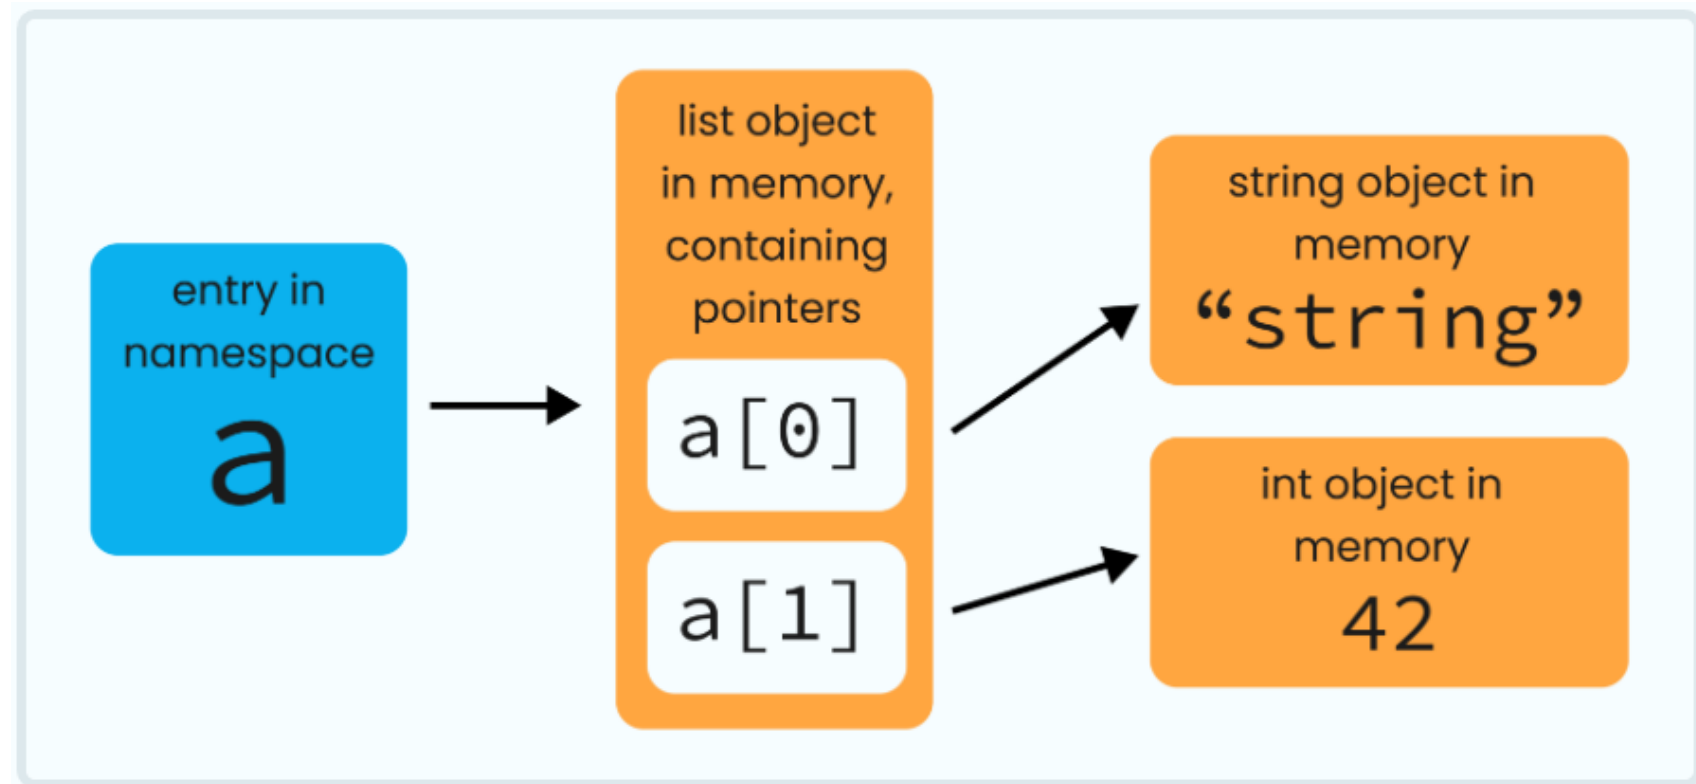 entry in
namespace
a
list object
in memory,
containing
pointers
a[0]
a[1]
string object in
memory
“string”
int object in
memory
42